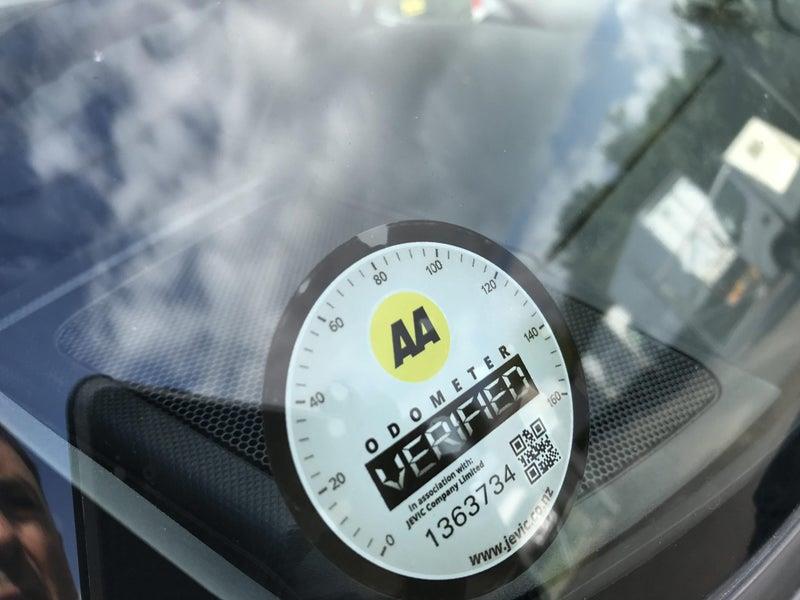 0
20
40
60
80
100
120
140
160
AA
ODOMETER
VERIFIED
In association with:
JEVIC Company Limited
1363734
www.jevic.co.nz